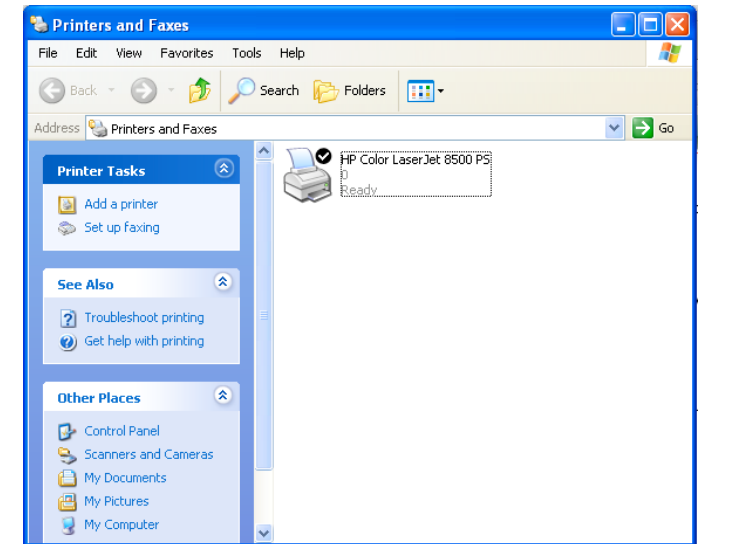 Printers and Faxes
File Edit View Favorites Tools Help
Back Search Folders
Address Printers and Faxes Go
Printer Tasks
Add a printer
Set up faxing
See Also
Troubleshoot printing
Get help with printing
Other Places
Control Panel
Scanners and Cameras
My Documents
My Pictures
My Computer
HP Color LaserJet 8500 PS
0
Ready